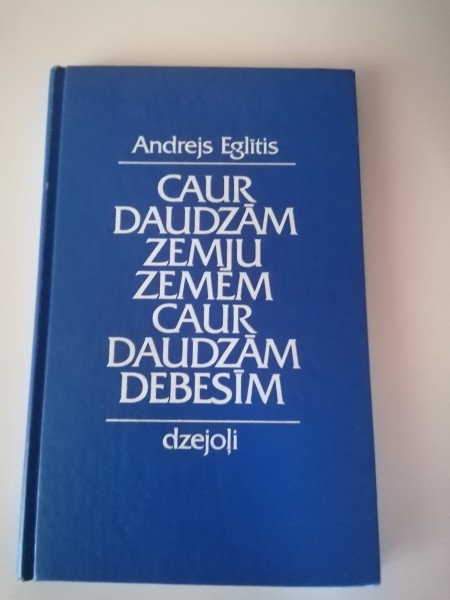 Andrejs Eglītis
CAUR
DAUDZĀM
ZEMJU
ZEMĒM
CAUR
DAUDZĀM
DEBESĪM
dzejoļi